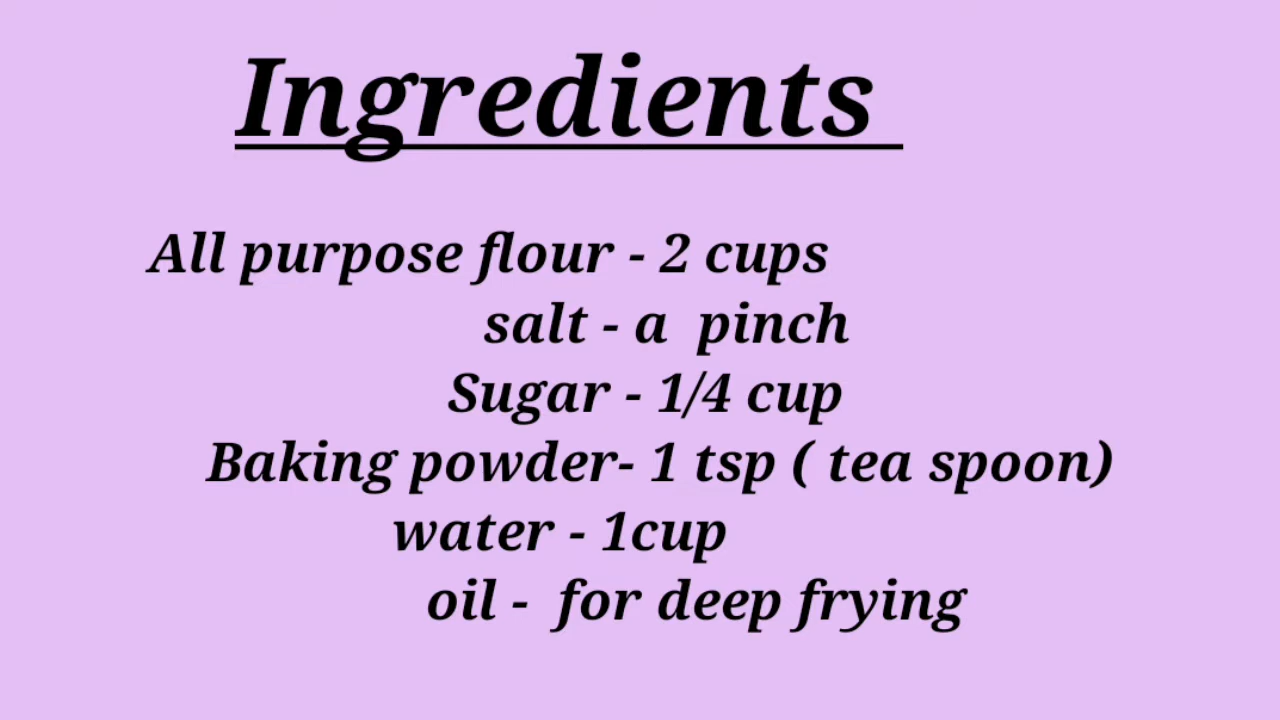 Ingredients
All purpose flour - 2 cups
salt - a pinch
Sugar - 1/4 cup
Baking powder- 1 tsp ( tea spoon)
water - 1cup
oil - for deep frying